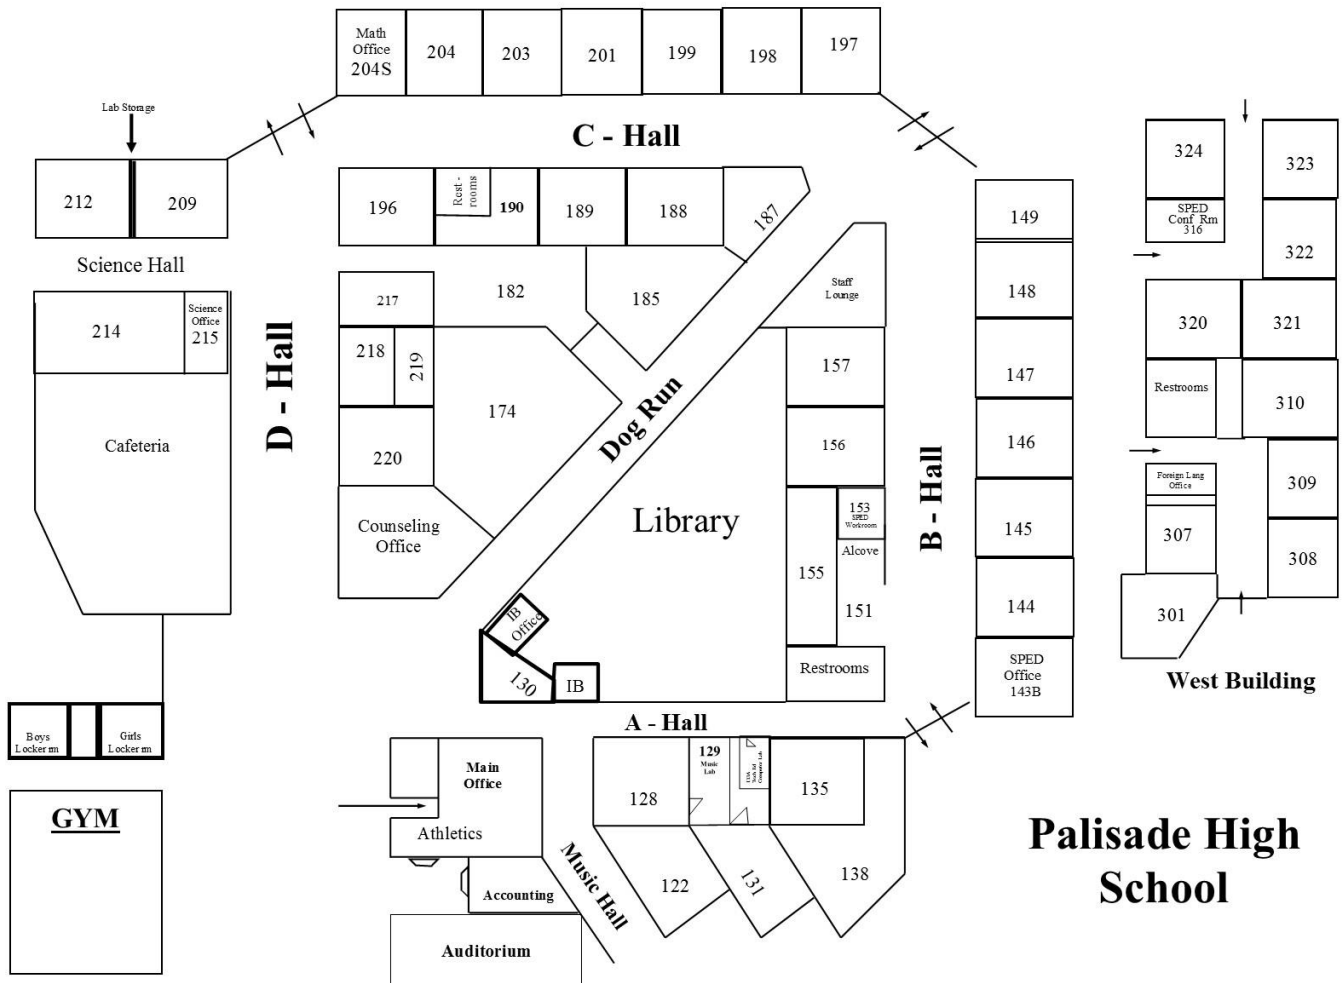 Math
Office
204S
204
203
201
199
198
197
Lab Storage
C - Hall
212
209
Science Hall
196
Rest -
rooms
190
189
188
187
149
324
323
SPED
Conf Rm
316
322
217
182
185
Staff
Lounge
148
214
Science
Office
215
D - Hall
218
219
174
Dog Run
157
147
320
321
Cafeteria
220
156
146
Restrooms
310
Counseling
Office
Library
153
SPED
Workroom
Alcove
B - Hall
155
151
145
Foreign Lang
Office
309
307
308
144
301
IB
Office
130
IB
Restrooms
SPED
Office
143B
West Building
A - Hall
Boys
Locker rm
Girls
Locker rm
Main
Office
129
Music
Lab
Tech Ed
Computer Lab
128
135
GYM
Athletics
Music Hall
122
131
138
Accounting
Auditorium
Palisade High
School